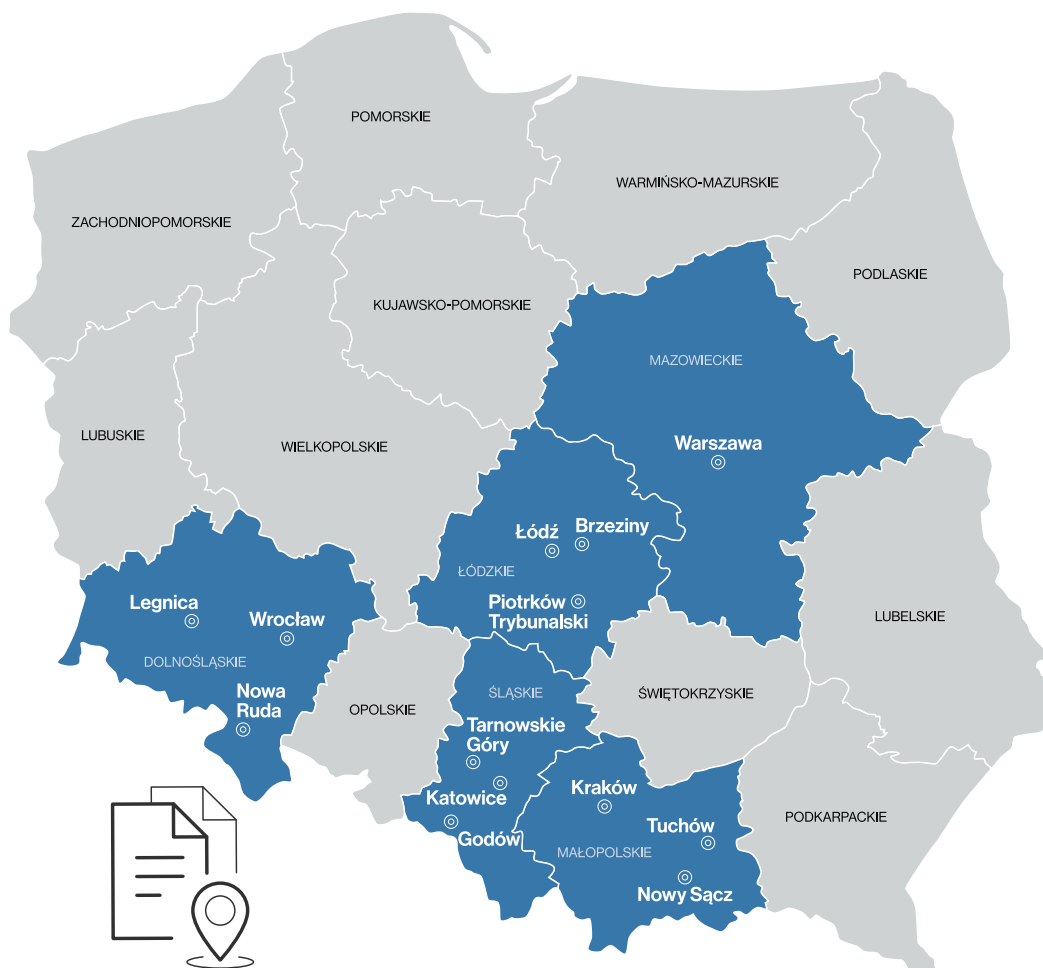 POMORSKIE
WARMIŃSKO-MAZURSKIE
ZACHODNIOPOMORSKIE
PODLASKIE
KUJAWSKO-POMORSKIE
MAZOWIECKIE
LUBUSKIE
WIELKOPOLSKIE
Warszawa
Łódź
Brzeziny
ŁÓDZKIE
Piotrków
Trybunalski
Legnica
Wrocław
LUBELSKIE
DOLNOŚLĄSKIE
Nowa
Ruda
OPOLSKIE
ŚLĄSKIE
ŚWIĘTOKRZYSKIE
Tarnowskie
Góry
Katowice
Godów
Kraków
Tuchów
PODKARPACKIE
MAŁOPOLSKIE
Nowy Sącz